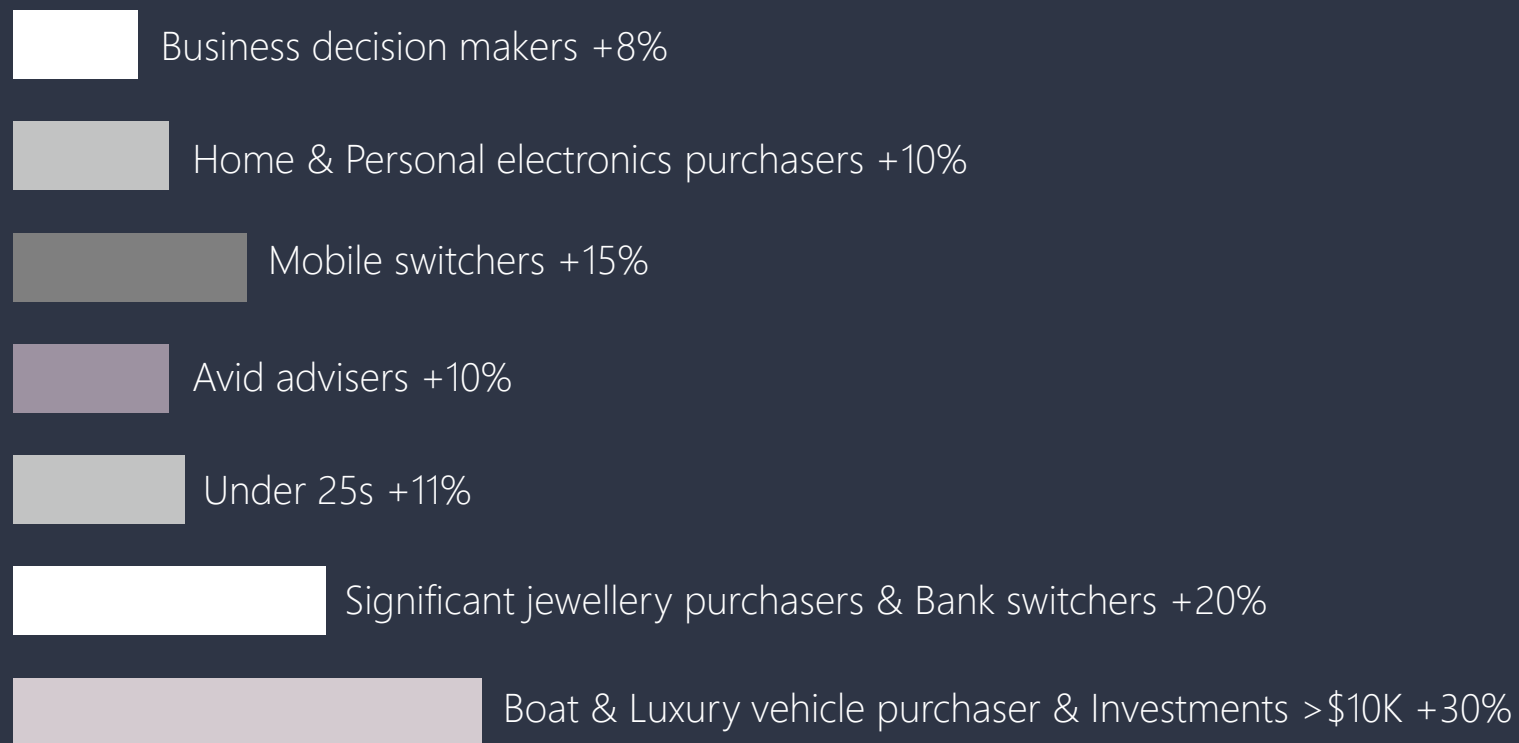 Business decision makers +8%
Home & Personal electronics purchasers +10%
Mobile switchers +15%
Avid advisers +10%
Under 25s +11%
Significant jewellery purchasers & Bank switchers +20%
Boat & Luxury vehicle purchaser & Investments >$10K +30%